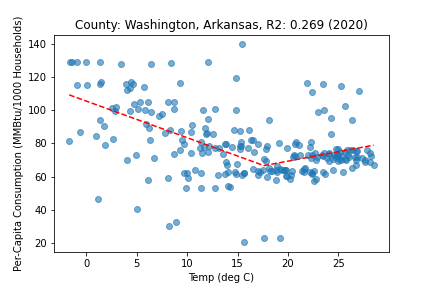 County: Washington, Arkansas, R2: 0.269 (2020)
Per-Capita Consumption (MMBtu/1000 Households)
140
120
100
80
60
40
20
0 5 10 15 20 25
Temp (deg C)